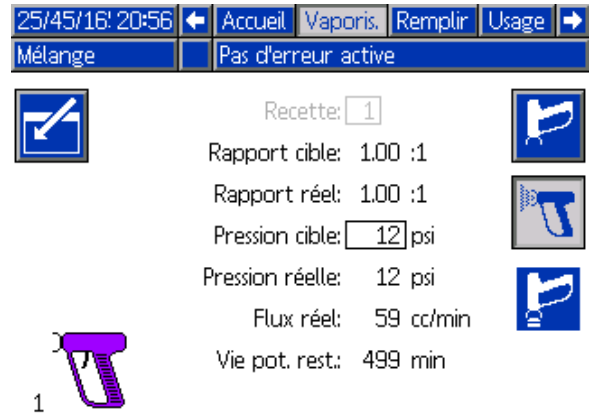 25/45/16' 20:56 Accueil Vaporis. Remplir Usage
Mélange Pas d'erreur active
Recette: 1
Rapport cible: 1.00 :1
Rapport réel: 1.00 :1
Pression cible: 12 psi
Pression réelle: 12 psi
Flux réel: 59 cc/min
Vie pot. rest.: 499 min
1